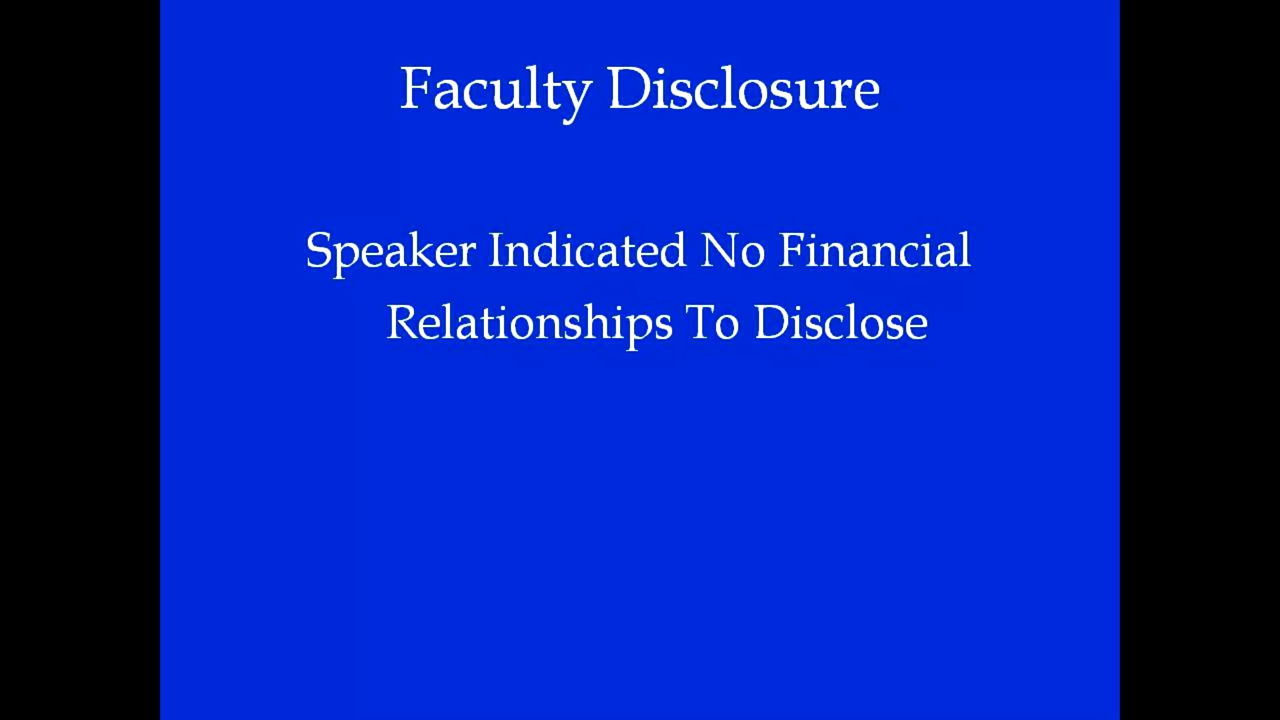 Faculty Disclosure
Speaker Indicated No Financial
Relationships To Disclose